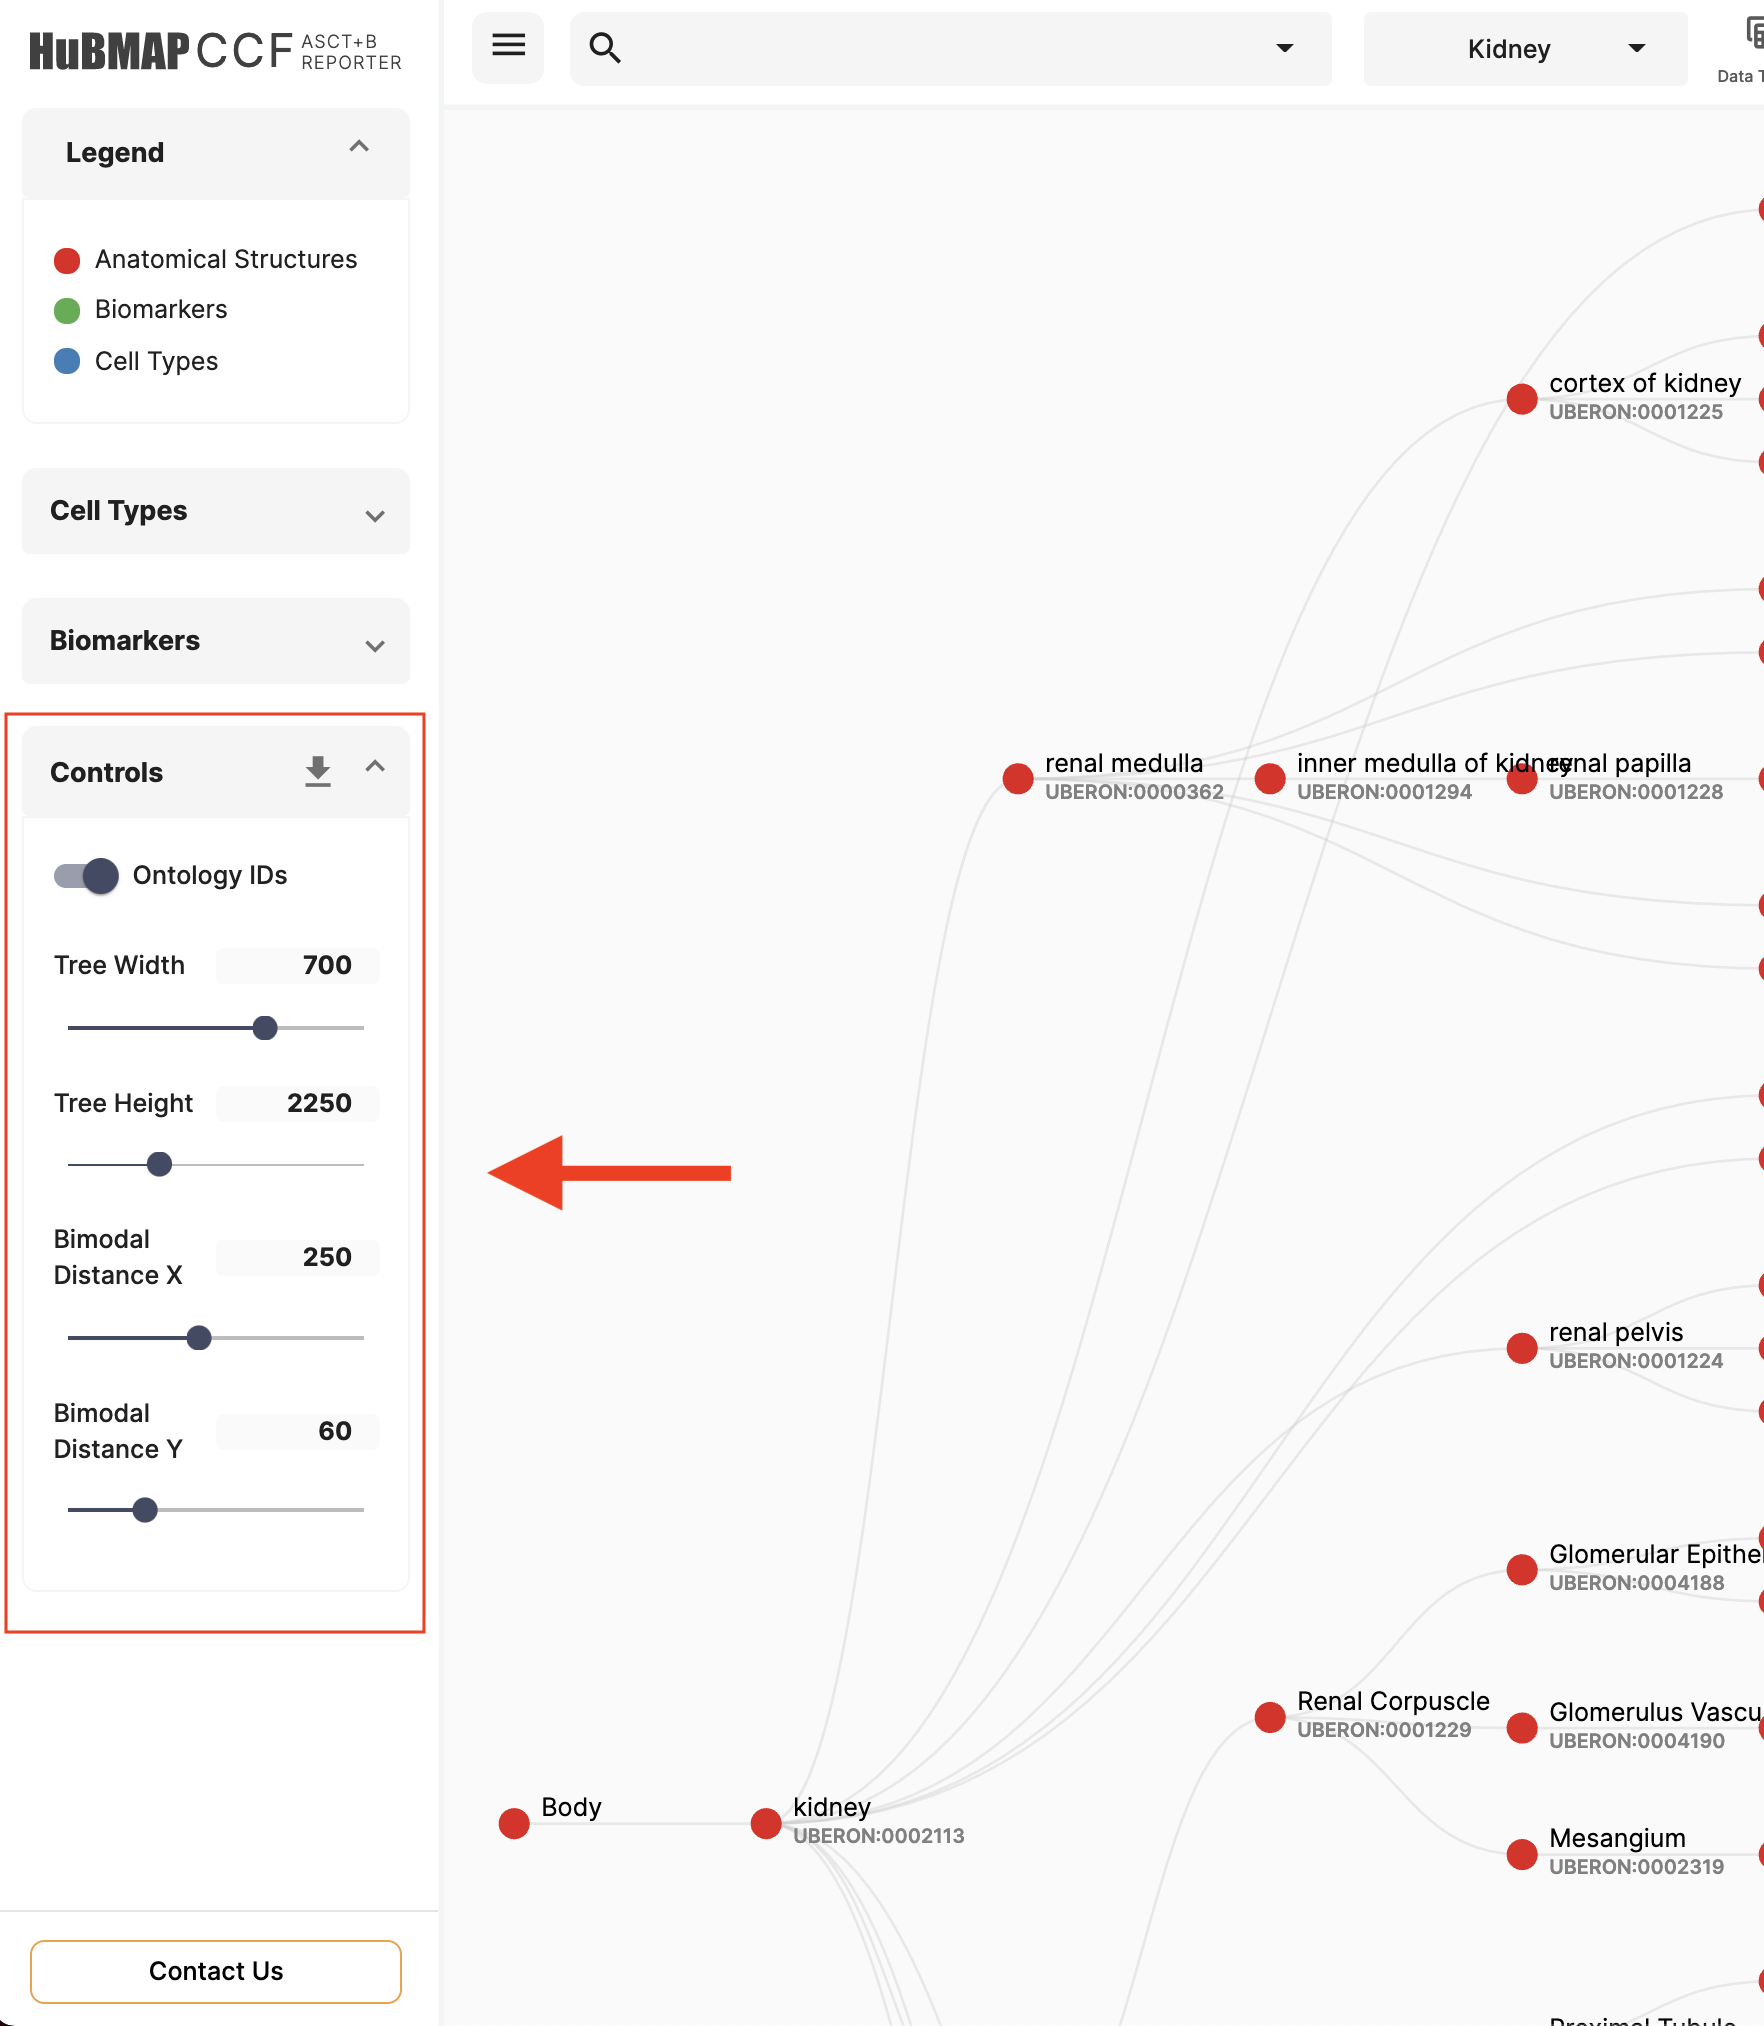 HuBMAP CCF ASCT+B
REPORTER
Kidney
Data
Legend
Anatomical Structures
Biomarkers
Cell Types
Cell Types
Biomarkers
Controls
Ontology IDs
Tree Width 700
Tree Height 2250
Bimodal
Distance X 250
Bimodal
Distance Y 60
Contact Us
cortex of kidney
UBERON:0001225
renal medulla
UBERON:0000362
inner medulla of kidney
UBERON:0001294
renal papilla
UBERON:0001228
renal pelvis
UBERON:0001224
Glomerular Epithe
UBERON:0004188
Renal Corpuscle
UBERON:0001229
Glomerulus Vascu
UBERON:0004190
Body
kidney
UBERON:0002113
Mesangium
UBERON:0002319
Proximal Tubule